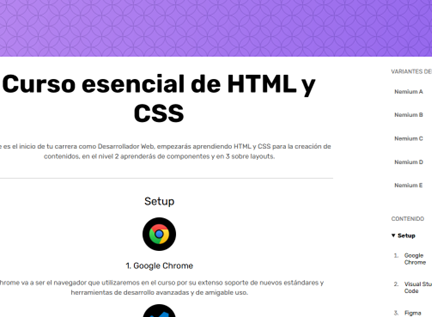 Curso esencial de HTML y
CSS
es el inicio de tu carrera como Desarrollador Web, empezarás aprendiendo HTML y CSS para la creación de
contenidos, en el nivel 2 aprenderás de componentes y en 3 sobre layouts.
Setup
1. Google Chrome
hrome va a ser el navegador que utilizaremos en el curso por su extenso soporte de nuevos estándares y
herramientas de desarrollo avanzadas y de amigable uso.
VARIANTES DE
Nemium A
Nemium B
Nemium C
Nemium D
Nemium E
CONTENIDO
▼ Setup
1. Google
Chrome
2. Visual Stu
Code
3. Figma